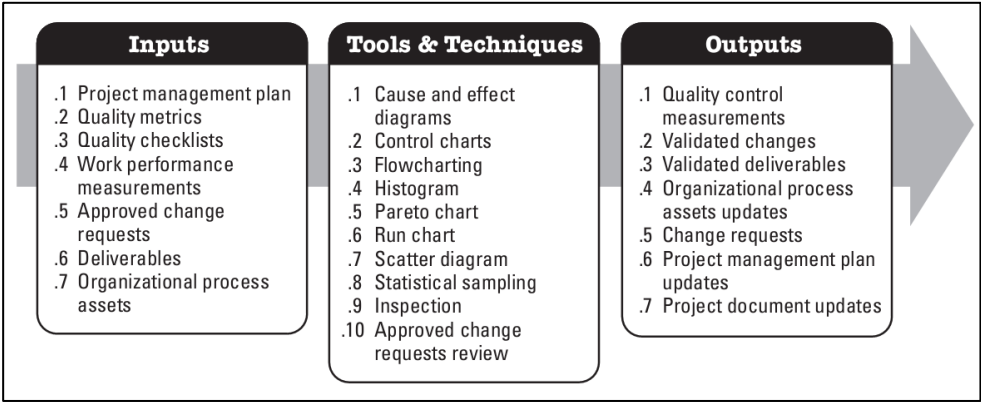 Inputs
.1 Project management plan
.2 Quality metrics
.3 Quality checklists
.4 Work performance
measurements
.5 Approved change
requests
.6 Deliverables
.7 Organizational process
assets
Tools & Techniques
.1 Cause and effect
diagrams
.2 Control charts
.3 Flowcharting
.4 Histogram
.5 Pareto chart
.6 Run chart
.7 Scatter diagram
.8 Statistical sampling
.9 Inspection
.10 Approved change
requests review
Outputs
.1 Quality control
measurements
.2 Validated changes
.3 Validated deliverables
.4 Organizational process
assets updates
.5 Change requests
.6 Project management plan
updates
.7 Project document updates